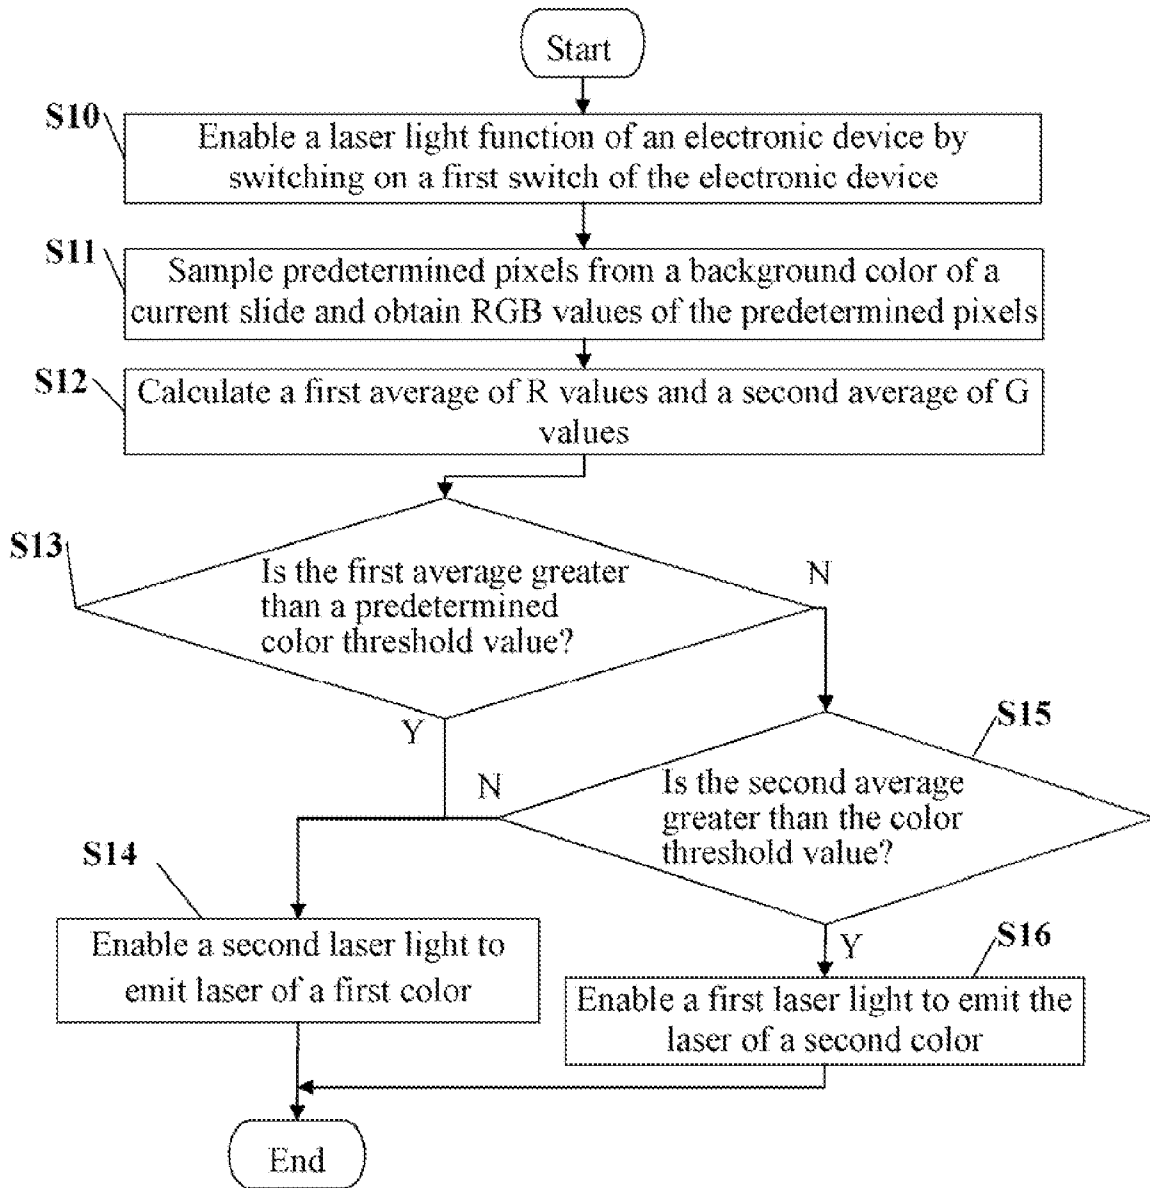 Start
S10
Enable a laser light function of an electronic device by
switching on a first switch of the electronic device
S11
Sample predetermined pixels from a background color of a
current slide and obtain RGB values of the predetermined pixels
S12
Calculate a first average of R values and a second average of G
values
S13
Is the first average greater
than a predetermined
color threshold value?
N
Y
S15
Is the second average
greater than the color
threshold value?
N
Y
S14
Enable a second laser light to
emit laser of a first color
S16
Enable a first laser light to emit the
laser of a second color
End